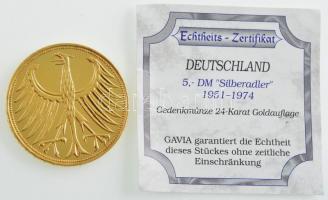 Echtheits - Zertifikat
DEUTSCHLAND
5,- DM "Silberadler"
1951-1974
Gedenkmünze 24-Karat Goldauflage
GAVIA garantiert die Echtheit
dieses Stückes ohne zeitliche
Einschränkung